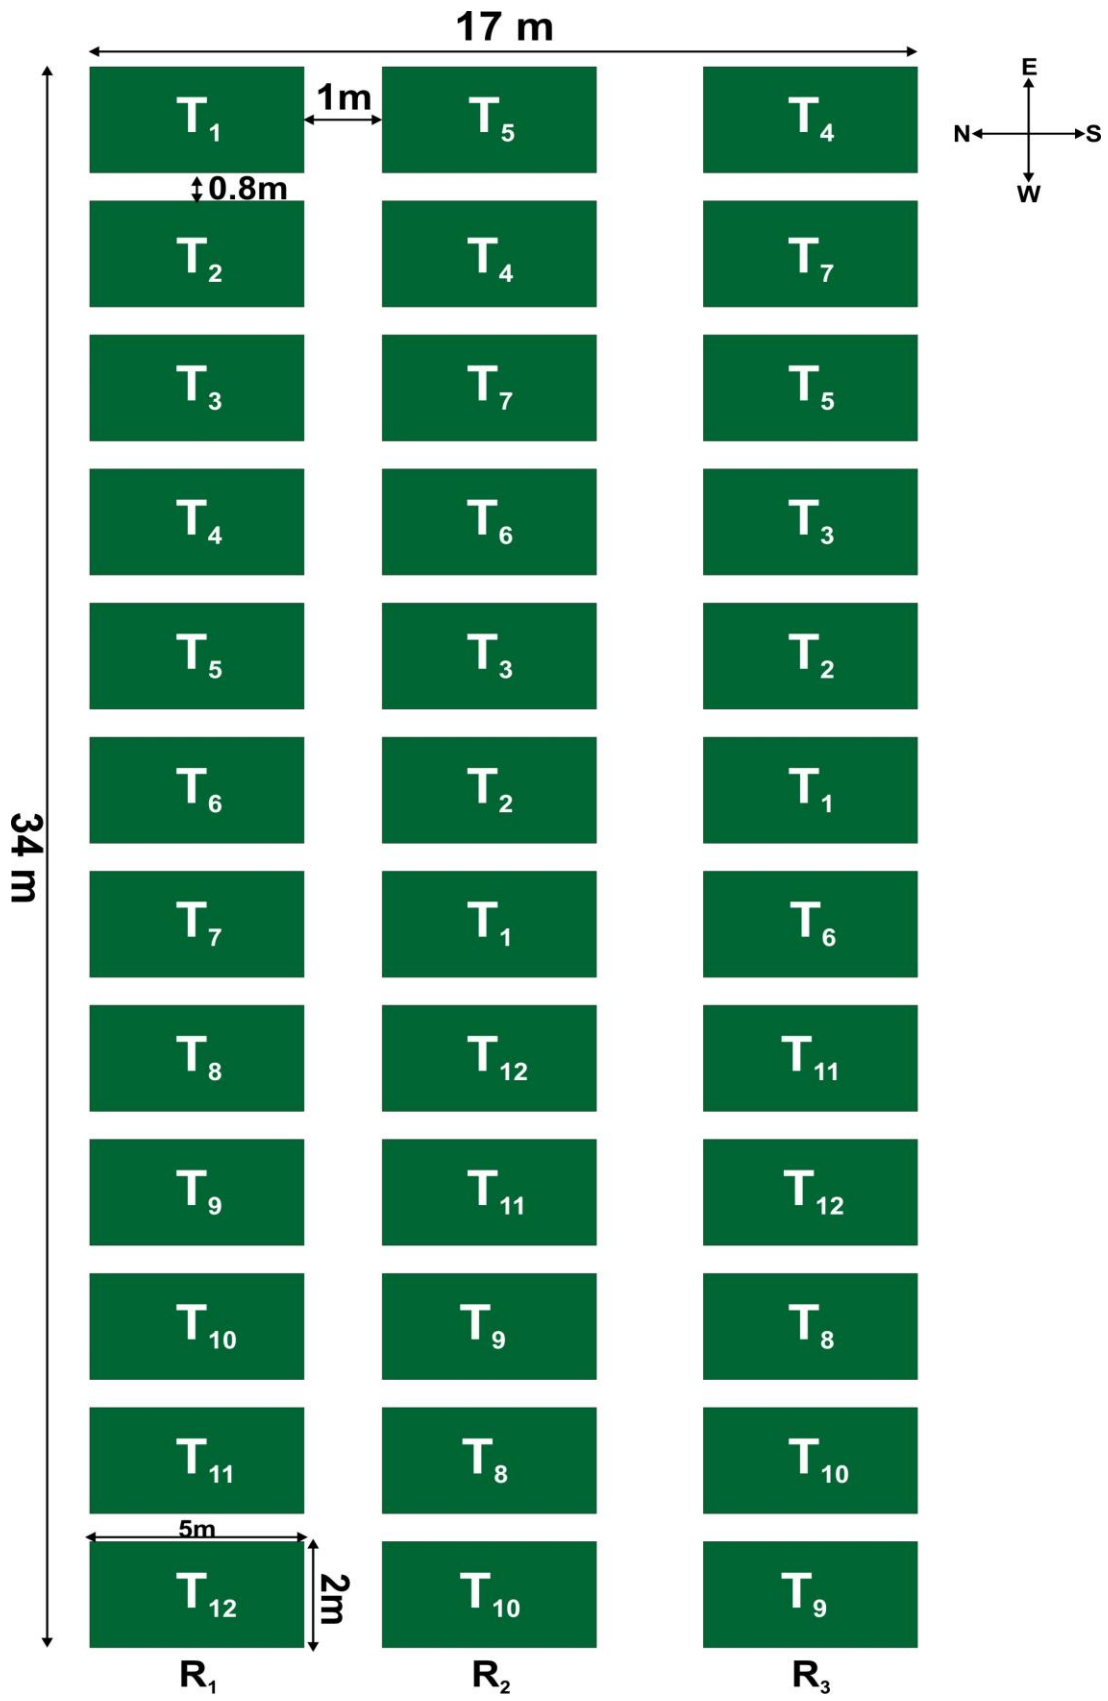 17 m
E
T1 1m T5 T4
N S
0.8m
W
T2 T4 T7
T3 T7 T5
T4 T6 T3
T5 T3 T2
T6 T2 T1
34 m
T7 T1 T6
T8 T12 T11
T9 T11 T12
T10 T9 T8
T11 T8 T10
5m
T12 2m T10 T9
R1 R2 R3